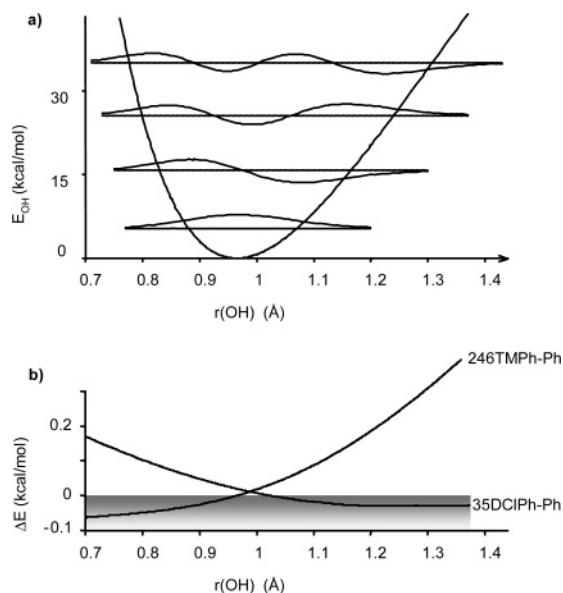 a)
E_OH (kcal/mol)
30
15
0
0.7 0.8 0.9 1 1.1 1.2 1.3 1.4
r(OH) (Å)
b)
246TMPh-Ph
ΔE (kcal/mol)
0.2
0
35DClPh-Ph
-0.1
0.7 0.8 0.9 1 1.1 1.2 1.3 1.4
r(OH) (Å)